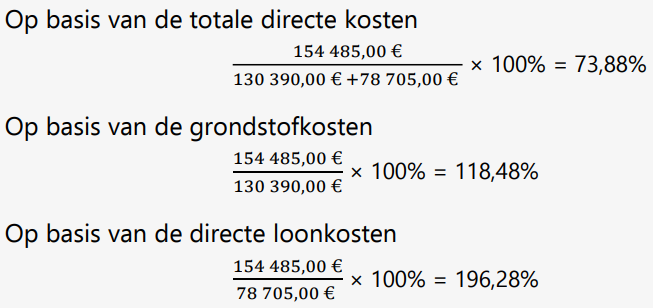 Op basis van de totale directe kosten
154 485,00 €
130 390,00 € +78 705,00 €
× 100% = 73,88%
Op basis van de grondstofkosten
154 485,00 €
130 390,00 €
× 100% = 118,48%
Op basis van de directe loonkosten
154 485,00 €
78 705,00 €
× 100% = 196,28%